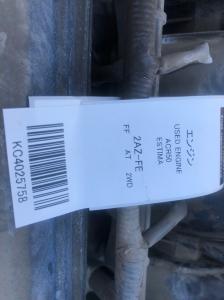 エンジン
USED ENGINE
ACR50
ESTIMA
2AZ-FE
FF AT 2WD
KC4025758